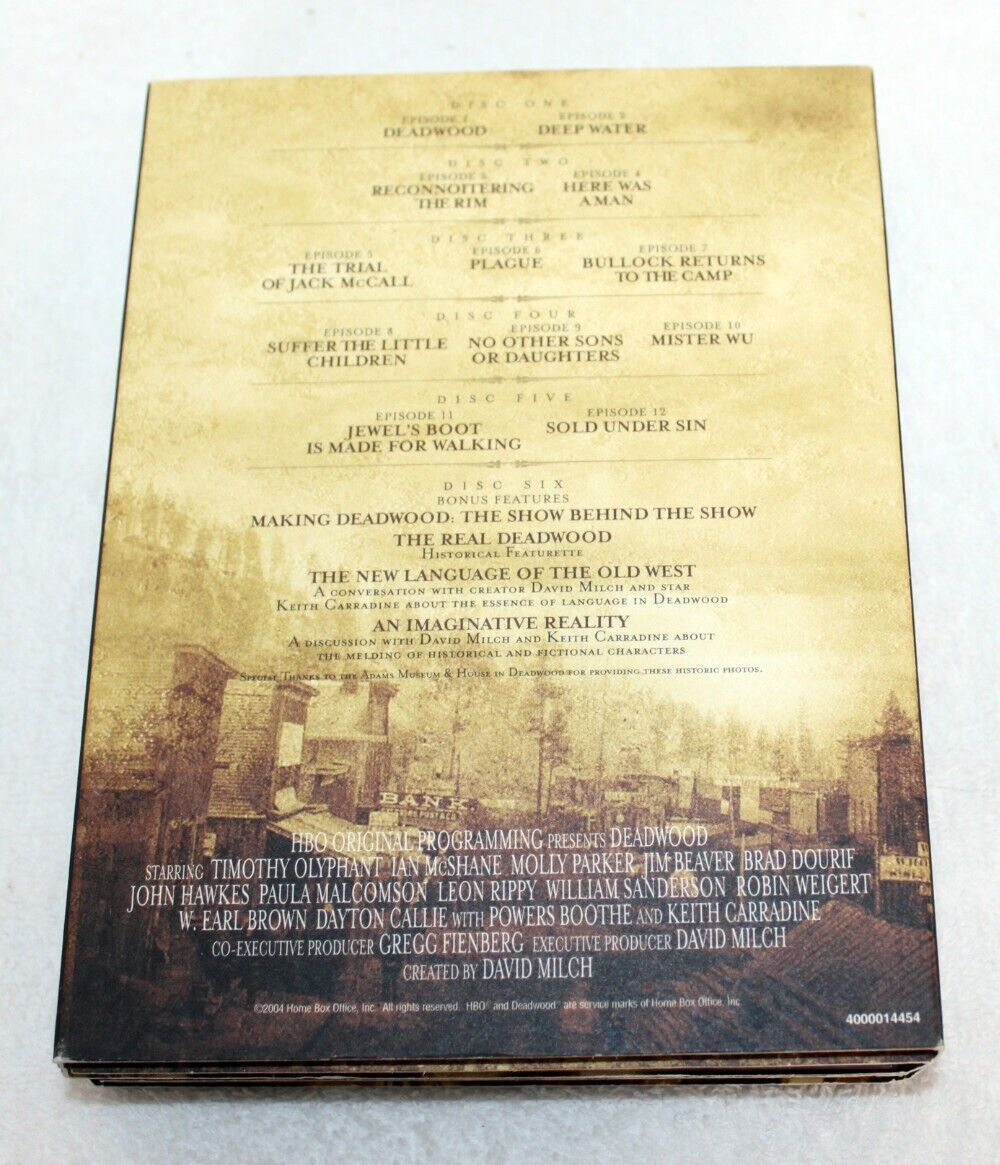 DISC ONE
EPISODE 1 EPISODE 2
DEADWOOD DEEP WATER
DISC TWO
EPISODE 3 EPISODE 4
RECONNOITERING HERE WAS
THE RIM A MAN
DISC THREE
EPISODE 5 EPISODE 6 EPISODE 7
THE TRIAL PLAGUE BULLOCK RETURNS
OF JACK McCALL TO THE CAMP
DISC FOUR
EPISODE 8 EPISODE 9 EPISODE 10
SUFFER THE LITTLE NO OTHER SONS MISTER WU
CHILDREN OR DAUGHTERS
DISC FIVE
EPISODE 11 EPISODE 12
JEWEL'S BOOT SOLD UNDER SIN
IS MADE FOR WALKING
DISC SIX
BONUS FEATURES
MAKING DEADWOOD: THE SHOW BEHIND THE SHOW
THE REAL DEADWOOD
Historical Featurette
THE NEW LANGUAGE OF THE OLD WEST
A conversation with creator David Milch and star
Keith Carradine about the essence of language in Deadwood
AN IMAGINATIVE REALITY
A discussion with David Milch and Keith Carradine about
the melding of historical and fictional characters
Special Thanks to the Adams Museum & House in Deadwood for providing these historic photos.
BANK
HBO ORIGINAL PROGRAMMING PRESENTS DEADWOOD
STARRING TIMOTHY OLYPHANT IAN McSHANE MOLLY PARKER JIM BEAVER BRAD DOURIF
JOHN HAWKES PAULA MALCOMSON LEON RIPPY WILLIAM SANDERSON ROBIN WEIGERT
W. EARL BROWN DAYTON CALLIE WITH POWERS BOOTHE AND KEITH CARRADINE
CO-EXECUTIVE PRODUCER GREGG FIENBERG EXECUTIVE PRODUCER DAVID MILCH
CREATED BY DAVID MILCH
©2004 Home Box Office, Inc. All rights reserved. HBO® and Deadwood℠ are service marks of Home Box Office, Inc.
4000014454